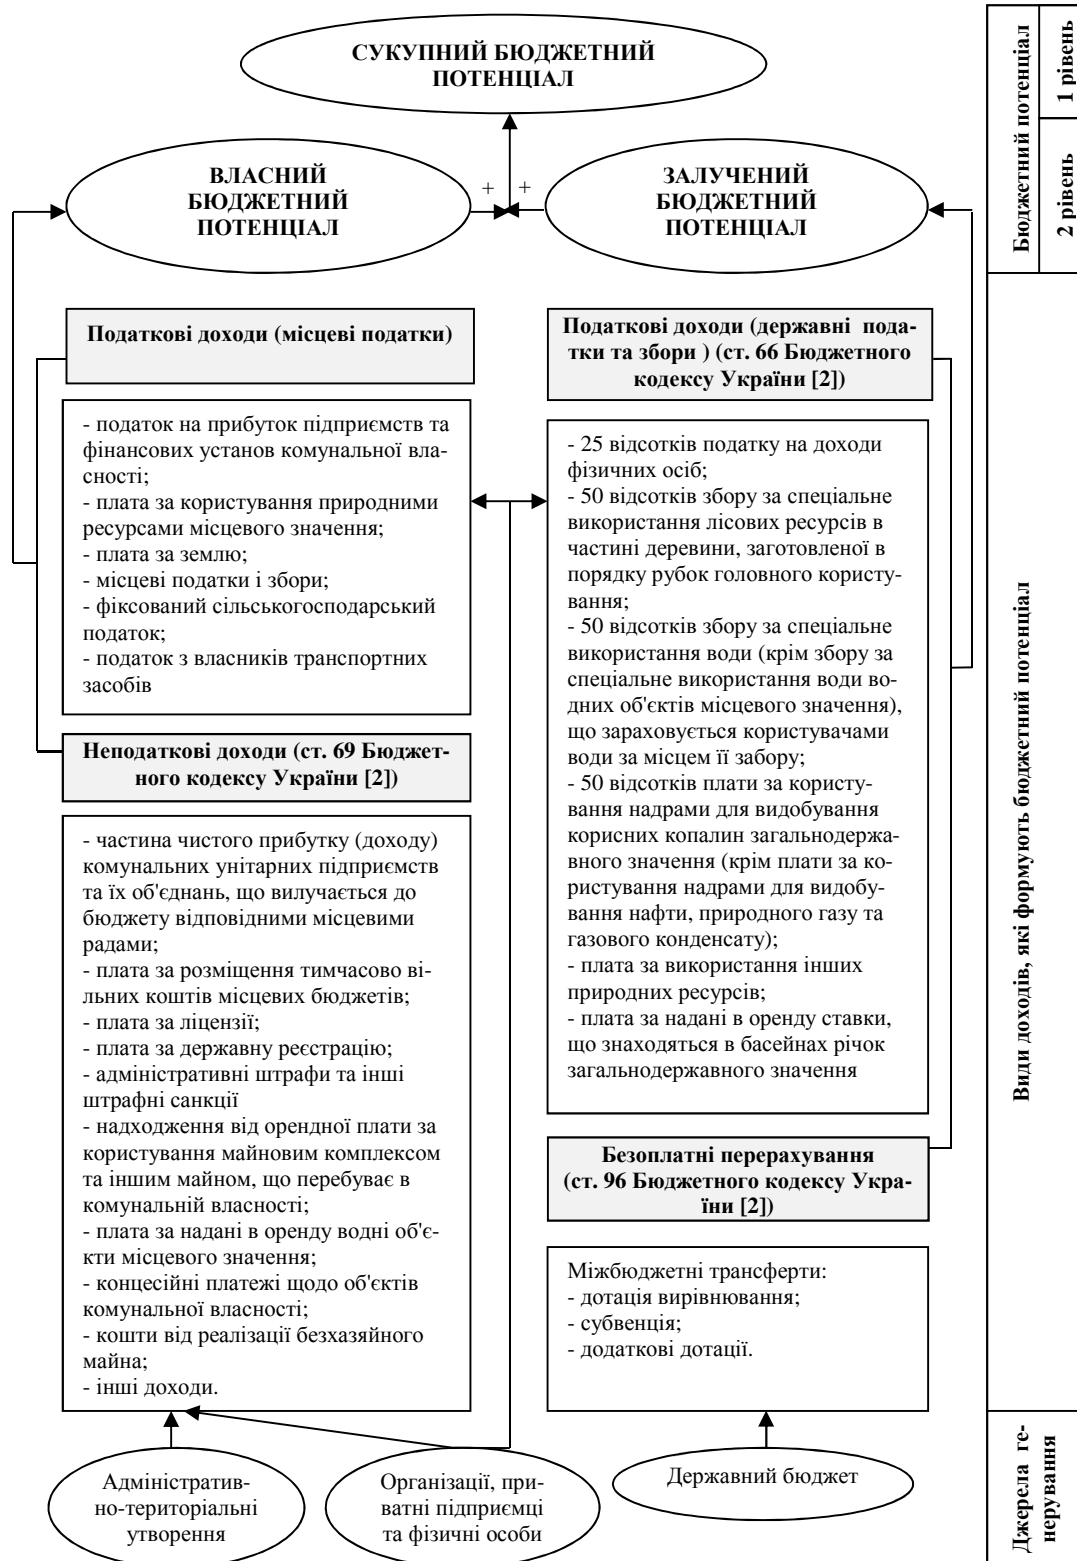 СУКУПНИЙ БЮДЖЕТНИЙ
ПОТЕНЦІАЛ
ВЛАСНИЙ
БЮДЖЕТНИЙ
ПОТЕНЦІАЛ
+
+
ЗАЛУЧЕНИЙ
БЮДЖЕТНИЙ
ПОТЕНЦІАЛ
Бюджетний потенціал
1 рівень
2 рівень
Податкові доходи (місцеві податки)
- податок на прибуток підприємств та
фінансових установ комунальної вла-
сності;
- плата за користування природними
ресурсами місцевого значення;
- плата за землю;
- місцеві податки і збори;
- фіксований сільськогосподарський
податок;
- податок з власників транспортних
засобів
Неподаткові доходи (ст. 69 Бюджет-
ного кодексу України [2])
- частина чистого прибутку (доходу)
комунальних унітарних підприємств
та їх об'єднань, що вилучається до
бюджету відповідними місцевими
радами;
- плата за розміщення тимчасово ві-
льних коштів місцевих бюджетів;
- плата за ліцензії;
- плата за державну реєстрацію;
- адміністративні штрафи та інші
штрафні санкції
- надходження від орендної плати за
користування майновим комплексом
та іншим майном, що перебуває в
комунальній власності;
- плата за надані в оренду водні об'є-
кти місцевого значення;
- концесійні платежі щодо об'єктів
комунальної власності;
- кошти від реалізації безхазяйного
майна;
- інші доходи.
Податкові доходи (державні пода-
тки та збори ) (ст. 66 Бюджетного
кодексу України [2])
- 25 відсотків податку на доходи
фізичних осіб;
- 50 відсотків збору за спеціальне
використання лісових ресурсів в
частині деревини, заготовленої в
порядку рубок головного користу-
вання;
- 50 відсотків збору за спеціальне
використання води (крім збору за
спеціальне використання води во-
дних об'єктів місцевого значення),
що зараховується користувачами
води за місцем її забору;
- 50 відсотків плати за користу-
вання надрами для видобування
корисних копалин загальнодержа-
вного значення (крім плати за ко-
ристування надрами для видобу-
вання нафти, природного газу та
газового конденсату);
- плата за використання інших
природних ресурсів;
- плата за надані в оренду ставки,
що знаходяться в басейнах річок
загальнодержавного значення
Безоплатні перерахування
(ст. 96 Бюджетного кодексу Укра-
їни [2])
Міжбюджетні трансферти:
- дотація вирівнювання;
- субвенція;
- додаткові дотації.
Види доходів, які формують бюджетний потенціал
Адміністратив-
но-територіальні
утворення
Організації, при-
ватні підприємці
та фізичні особи
Державний бюджет
Джерела ге-
нерування